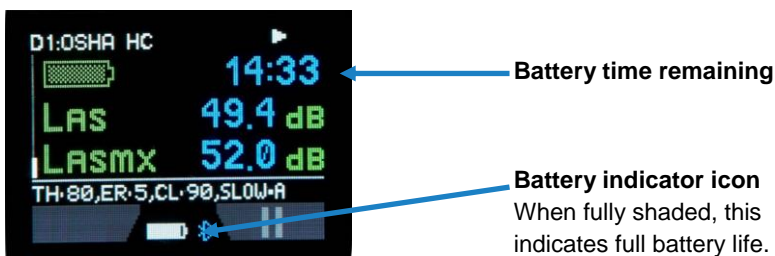 D1:OSHA HC
14:33
LAS 49.4 dB
LASMX 52.0 dB
TH·80,ER·5,CL·90,SLOW·A
Battery time remaining
Battery indicator icon
When fully shaded, this
indicates full battery life.